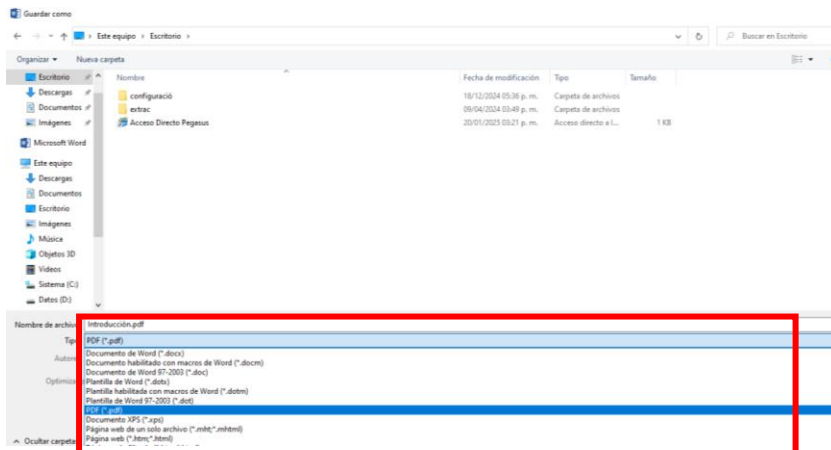 Guardar como
Este equipo > Escritorio >
Buscar en Escritorio
Organizar
Nueva carpeta
Escritorio
Descargas
Documentos
Imágenes
Microsoft Word
Este equipo
Descargas
Documentos
Escritorio
Imágenes
Música
Objetos 3D
Videos
Sistema (C:)
Datos (D:)
Nombre Fecha de modificación Tipo Tamaño
configuració 18/12/2024 05:36 p. m. Carpeta de archivos
extrac 09/04/2024 03:49 p. m. Carpeta de archivos
Acceso Directo Pegasus 20/01/2025 03:21 p. m. Acceso directo a I... 1 KB
Nombre de archivo Introducción.pdf
Tip PDF (*.pdf)
Autore
Optimiza
Documento de Word (*.docx)
Documento habilitado con macros de Word (*.docm)
Documento de Word 97-2003 (*.doc)
Plantilla de Word (*.dotx)
Plantilla habilitada con macros de Word (*.dotm)
Plantilla de Word 97-2003 (*.dot)
PDF (*.pdf)
Documento XPS (*.xps)
Página web de un solo archivo (*.mht;*.mhtml)
Página web (*.htm;*.html)
Ocultar carpetas